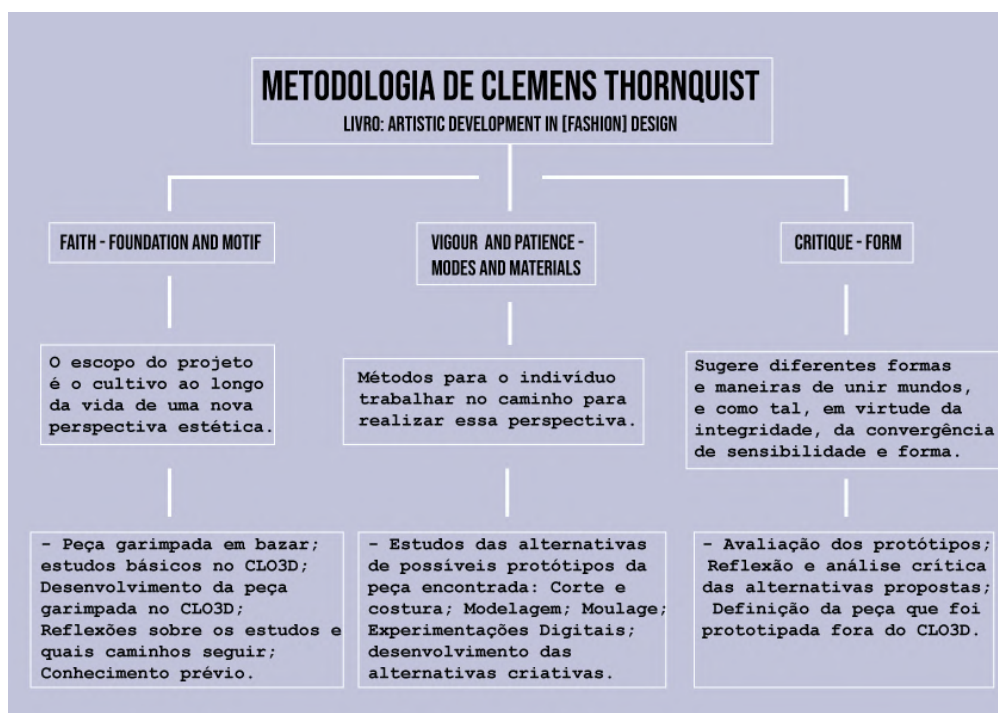 METODOLOGIA DE CLEMENS THORNQUIST
LIVRO: ARTISTIC DEVELOPMENT IN [FASHION] DESIGN
FAITH - FOUNDATION AND MOTIF
O escopo do projeto
é o cultivo ao longo
da vida de uma nova
perspectiva estética.
- Peça garimpada em bazar;
estudos básicos no CLO3D;
Desenvolvimento da peça
garimpada no CLO3D;
Reflexões sobre os estudos e
quais caminhos seguir;
Conhecimento prévio.
VIGOUR AND PATIENCE -
MODES AND MATERIALS
Métodos para o indivíduo
trabalhar no caminho para
realizar essa perspectiva.
- Estudos das alternativas
de possíveis protótipos da
peça encontrada: Corte e
costura; Modelagem; Moulage;
Experimentações Digitais;
desenvolvimento das
alternativas criativas.
CRITIQUE - FORM
Sugere diferentes formas
e maneiras de unir mundos,
e como tal, em virtude da
integridade, da convergência
de sensibilidade e forma.
- Avaliação dos protótipos;
Reflexão e análise crítica
das alternativas propostas;
Definição da peça que foi
prototipada fora do CLO3D.